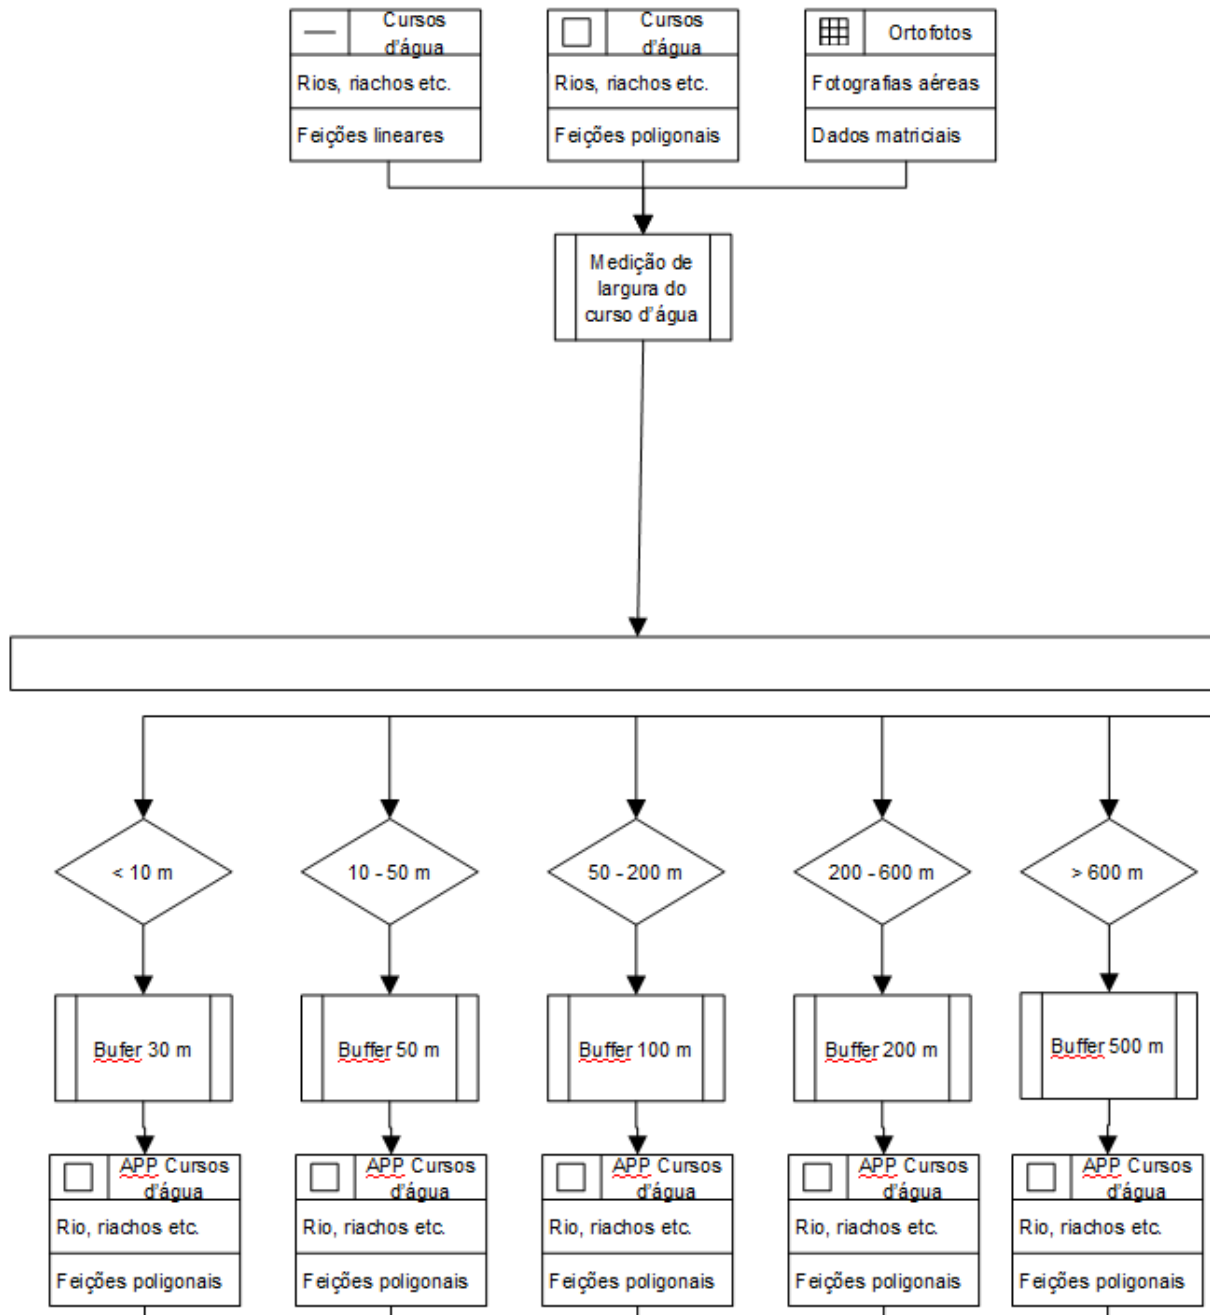 Cursos
d'água
Rios, riachos etc.
Feições lineares
Cursos
d'água
Rios, riachos etc.
Feições poligonais
Ortofotos
Fotografias aéreas
Dados matriciais
Medição de
largura do
curso d'água
< 10 m
10 - 50 m
50 - 200 m
200 - 600 m
> 600 m
Bufer 30 m
Buffer 50 m
Buffer 100 m
Buffer 200 m
Buffer 500 m
APP Cursos
d'água
Rio, riachos etc.
Feições poligonais
APP Cursos
d'água
Rio, riachos etc.
Feições poligonais
APP Cursos
d'água
Rio, riachos etc.
Feições poligonais
APP Cursos
d'água
Rio, riachos etc.
Feições poligonais
APP Cursos
d'água
Rio, riachos etc.
Feições poligonais